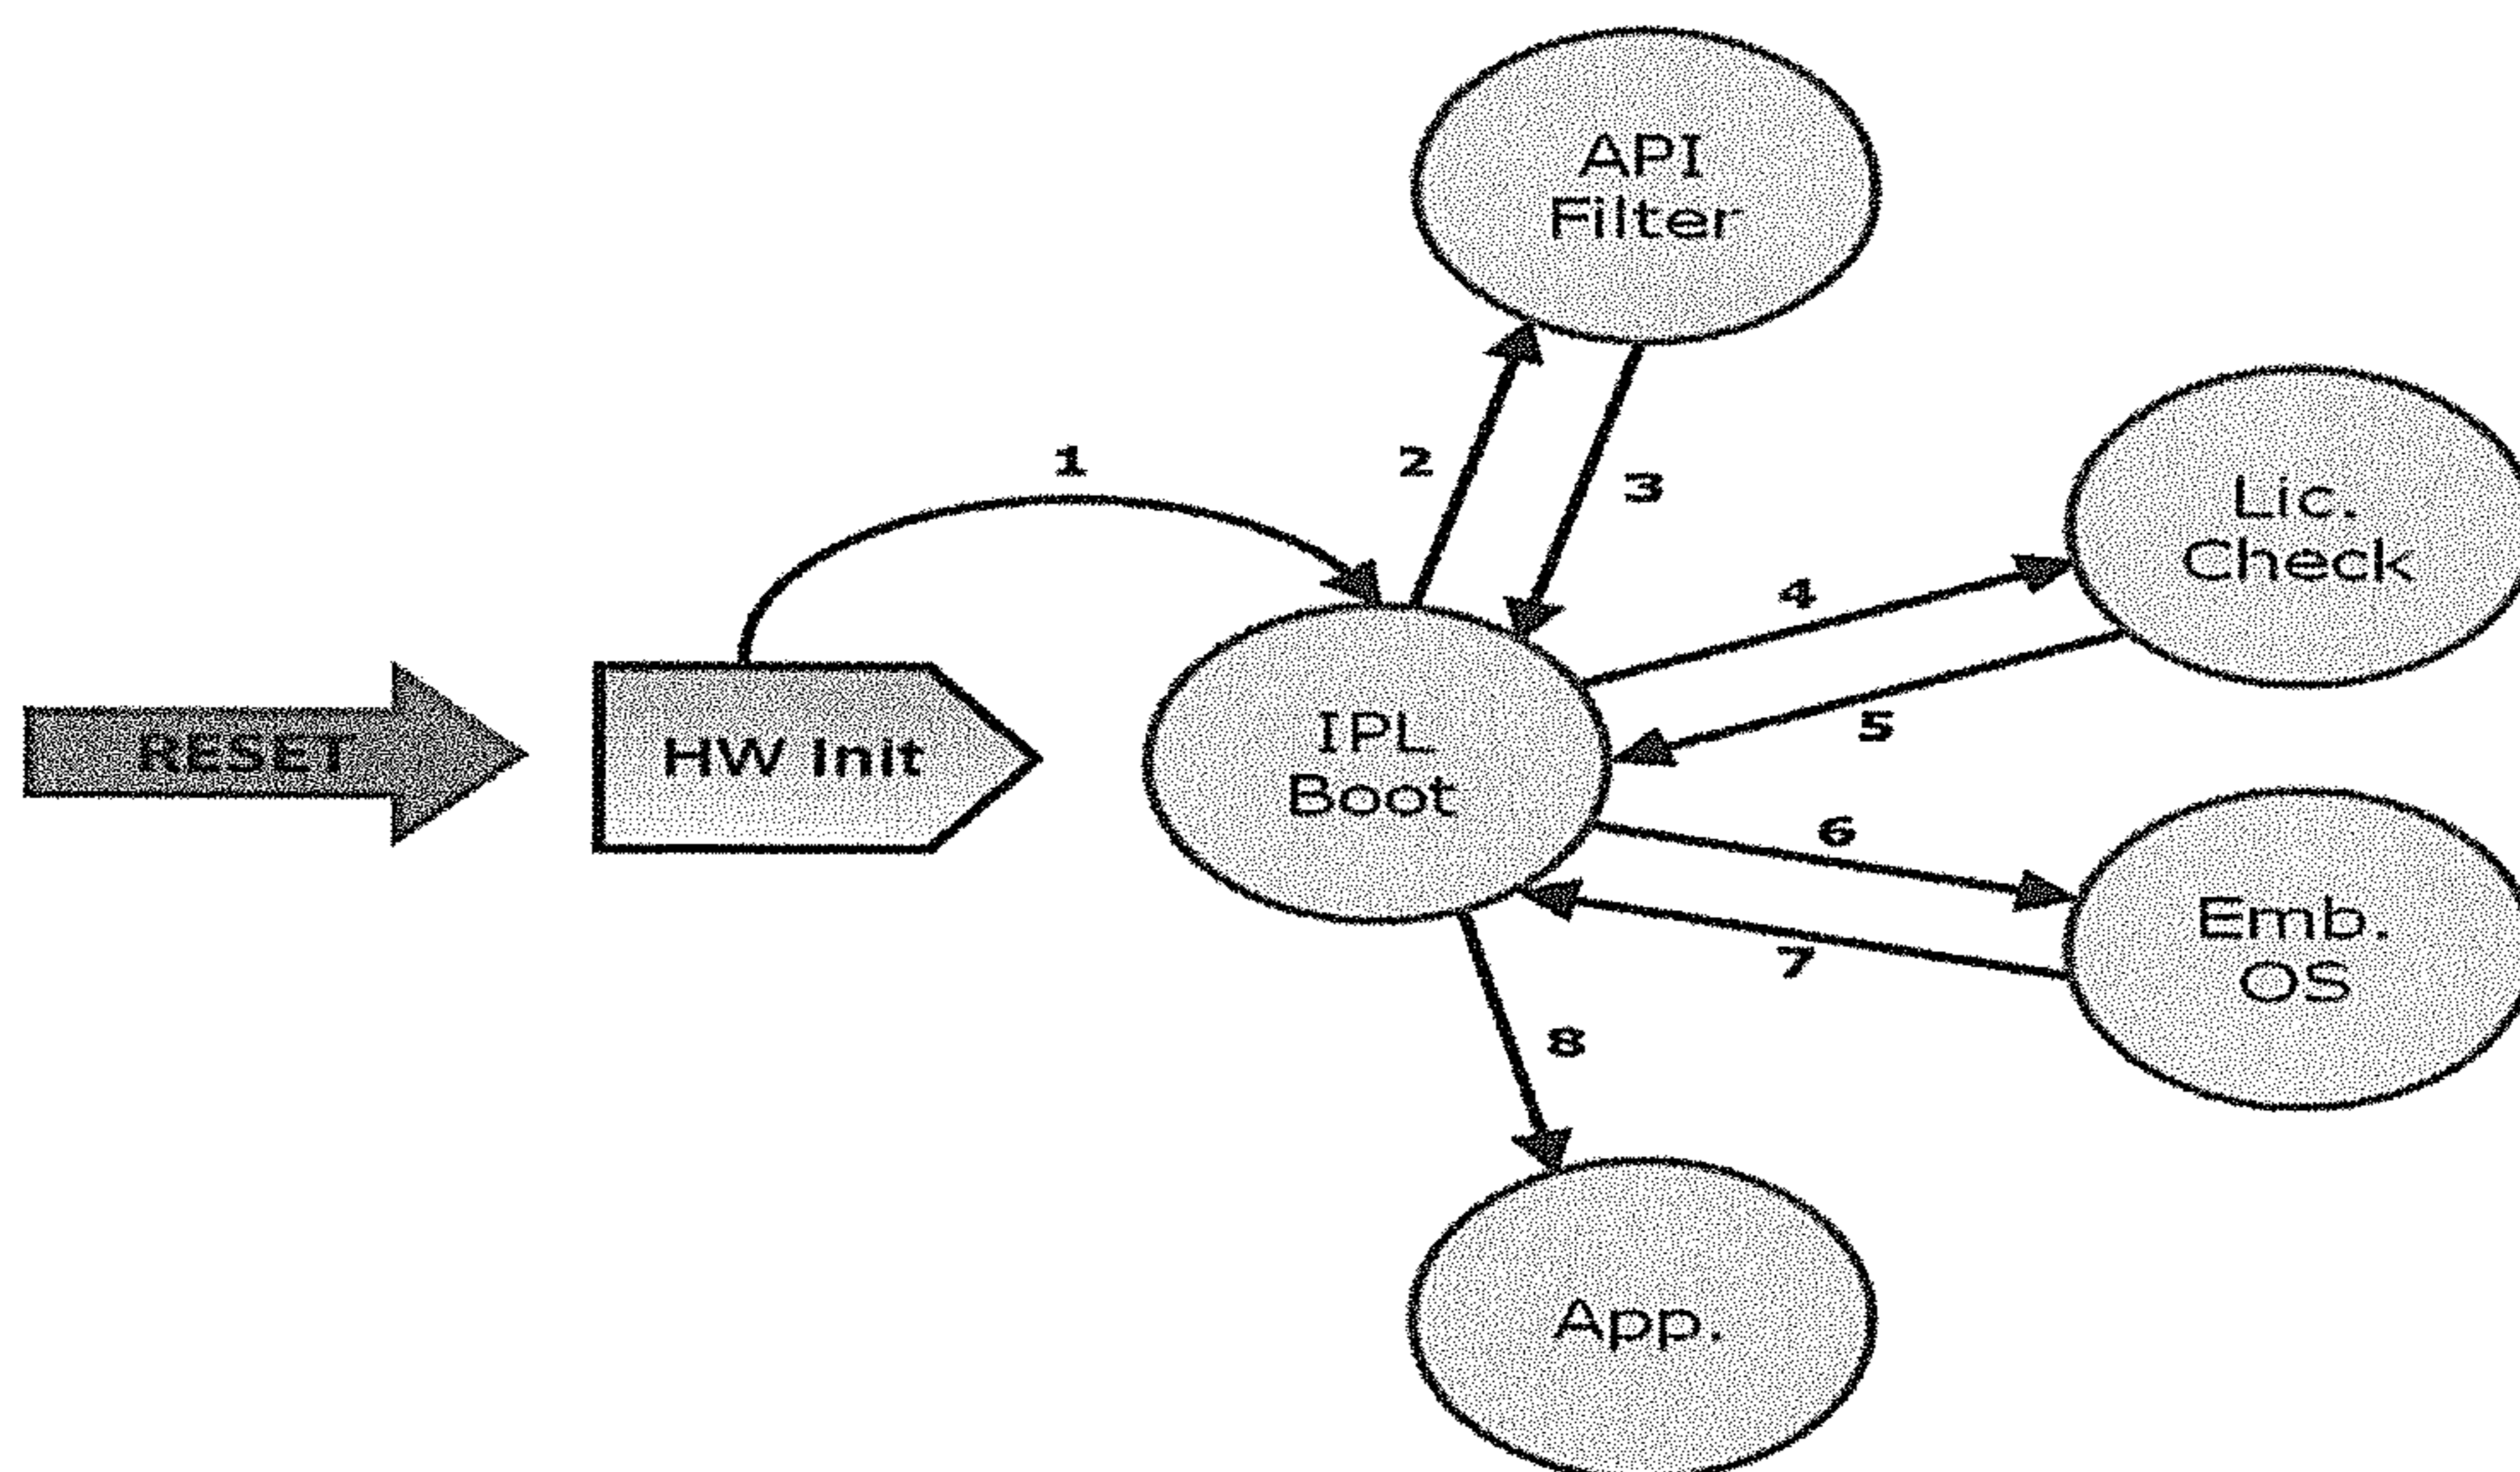 API
Filter
1
2
3
Lic.
Check
4
RESET
HW Init
IPL
Boot
5
6
Emb.
OS
7
8
App.